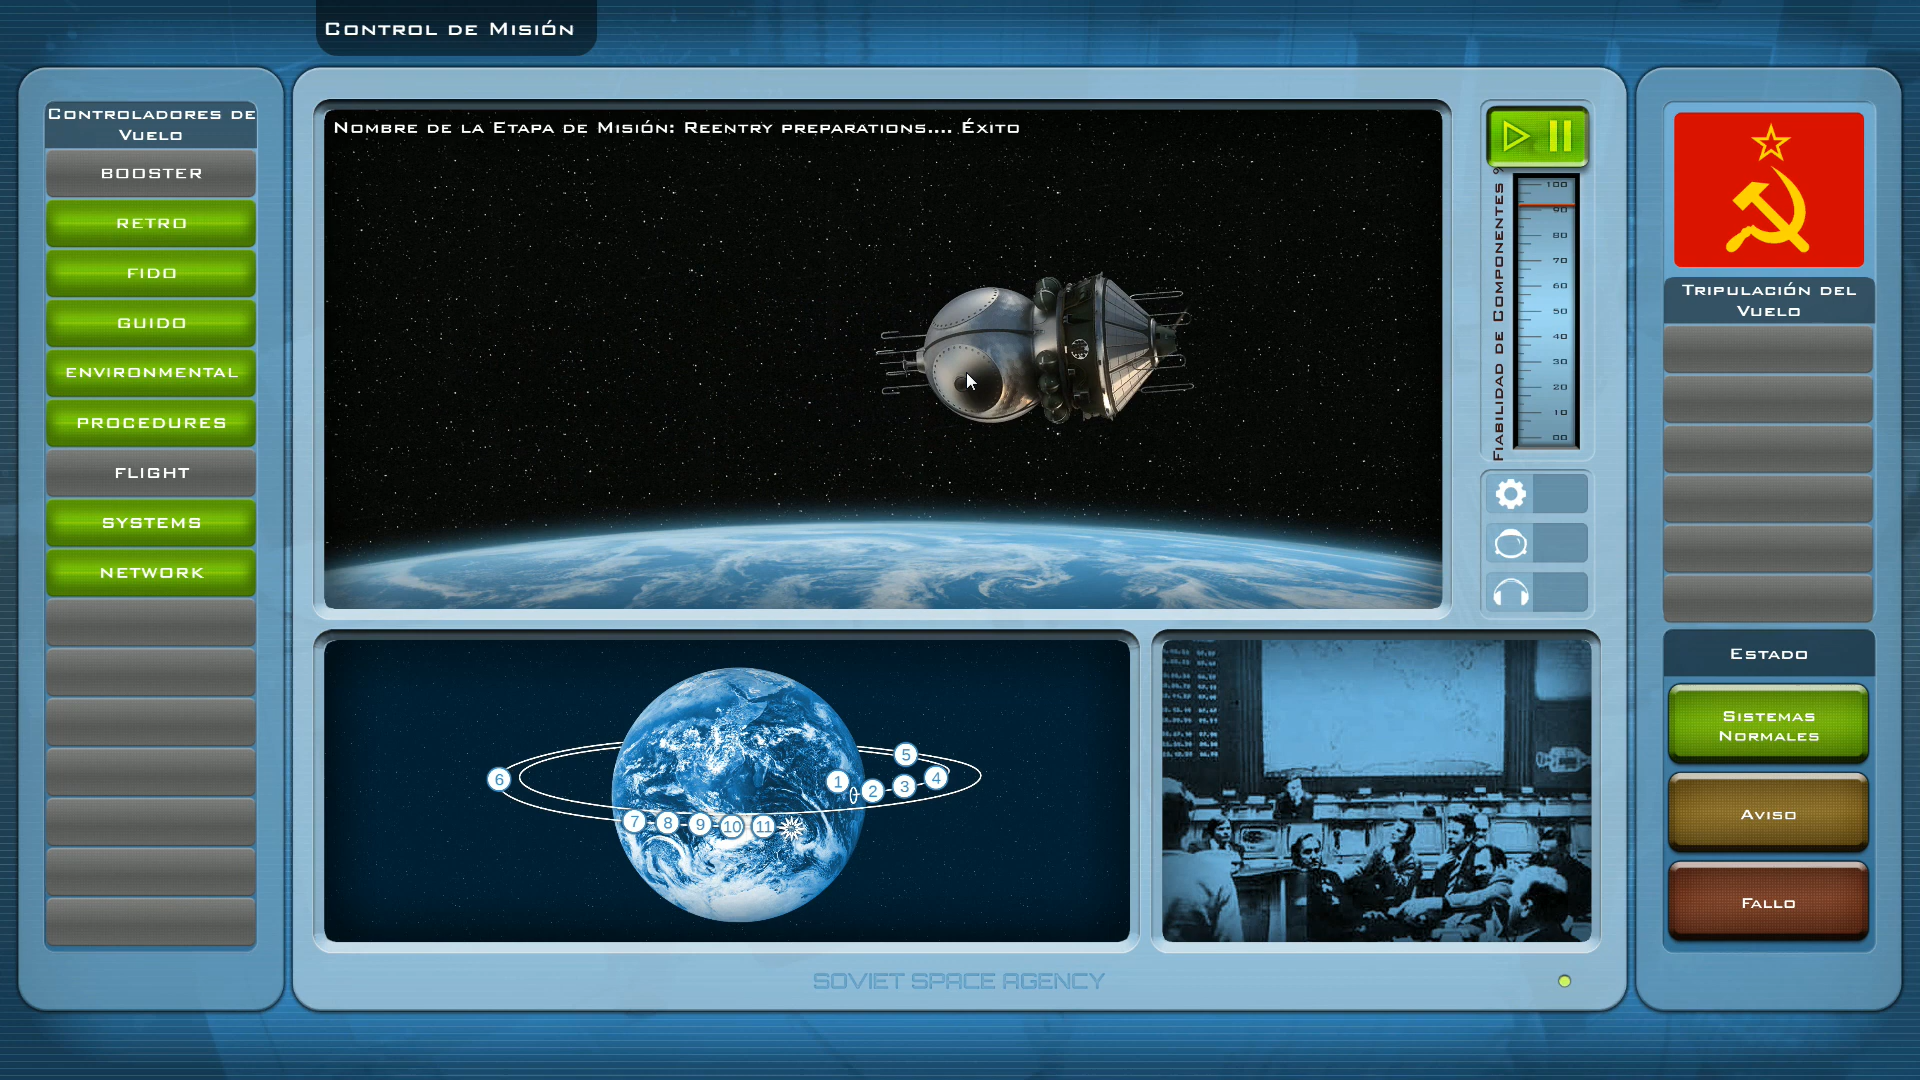 Control de Misión
Controladores de
Vuelo
BOOSTER
RETRO
FIDO
GUIDO
ENVIRONMENTAL
PROCEDURES
FLIGHT
SYSTEMS
NETWORK
Nombre de la Etapa de Misión: Reentry preparations.... Éxito
Fiabilidad de Componentes %
100
90
80
70
60
50
40
30
20
10
00
Tripulación del
Vuelo
Estado
Sistemas
Normales
Aviso
Fallo
5
6
1
2
3
4
7
8
9
10
11
SOVIET SPACE AGENCY